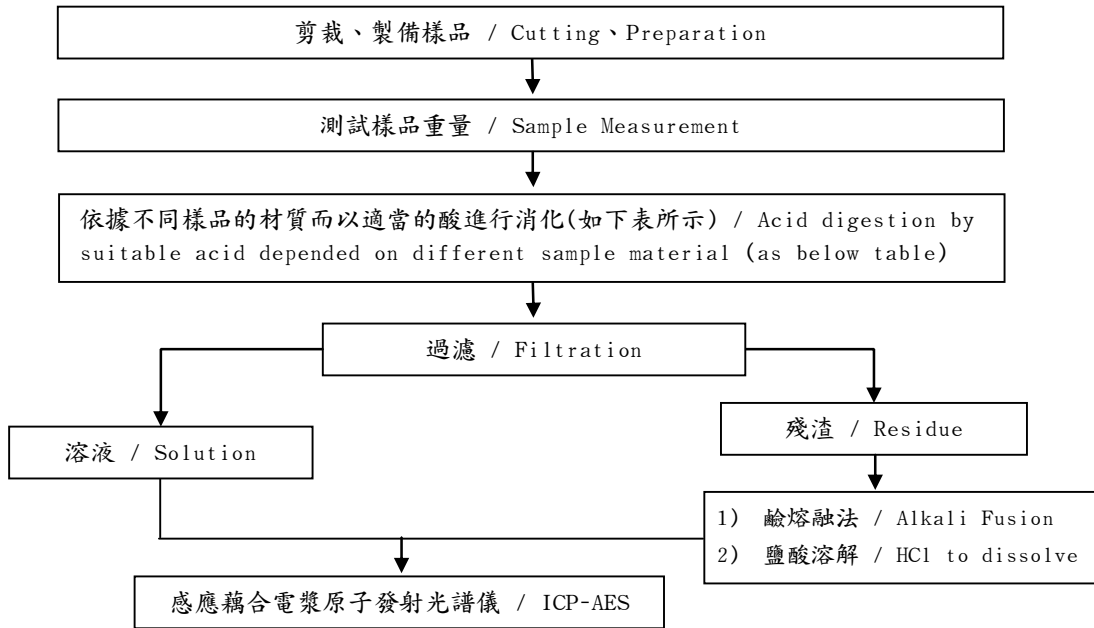 剪裁、製備樣品 / Cutting、Preparation
測試樣品重量 / Sample Measurement
依據不同樣品的材質而以適當的酸進行消化(如下表所示) / Acid digestion by
suitable acid depended on different sample material (as below table)
過濾 / Filtration
溶液 / Solution
殘渣 / Residue
1) 鹼熔融法 / Alkali Fusion
2) 鹽酸溶解 / HCl to dissolve
感應藕合電漿原子發射光譜儀 / ICP-AES